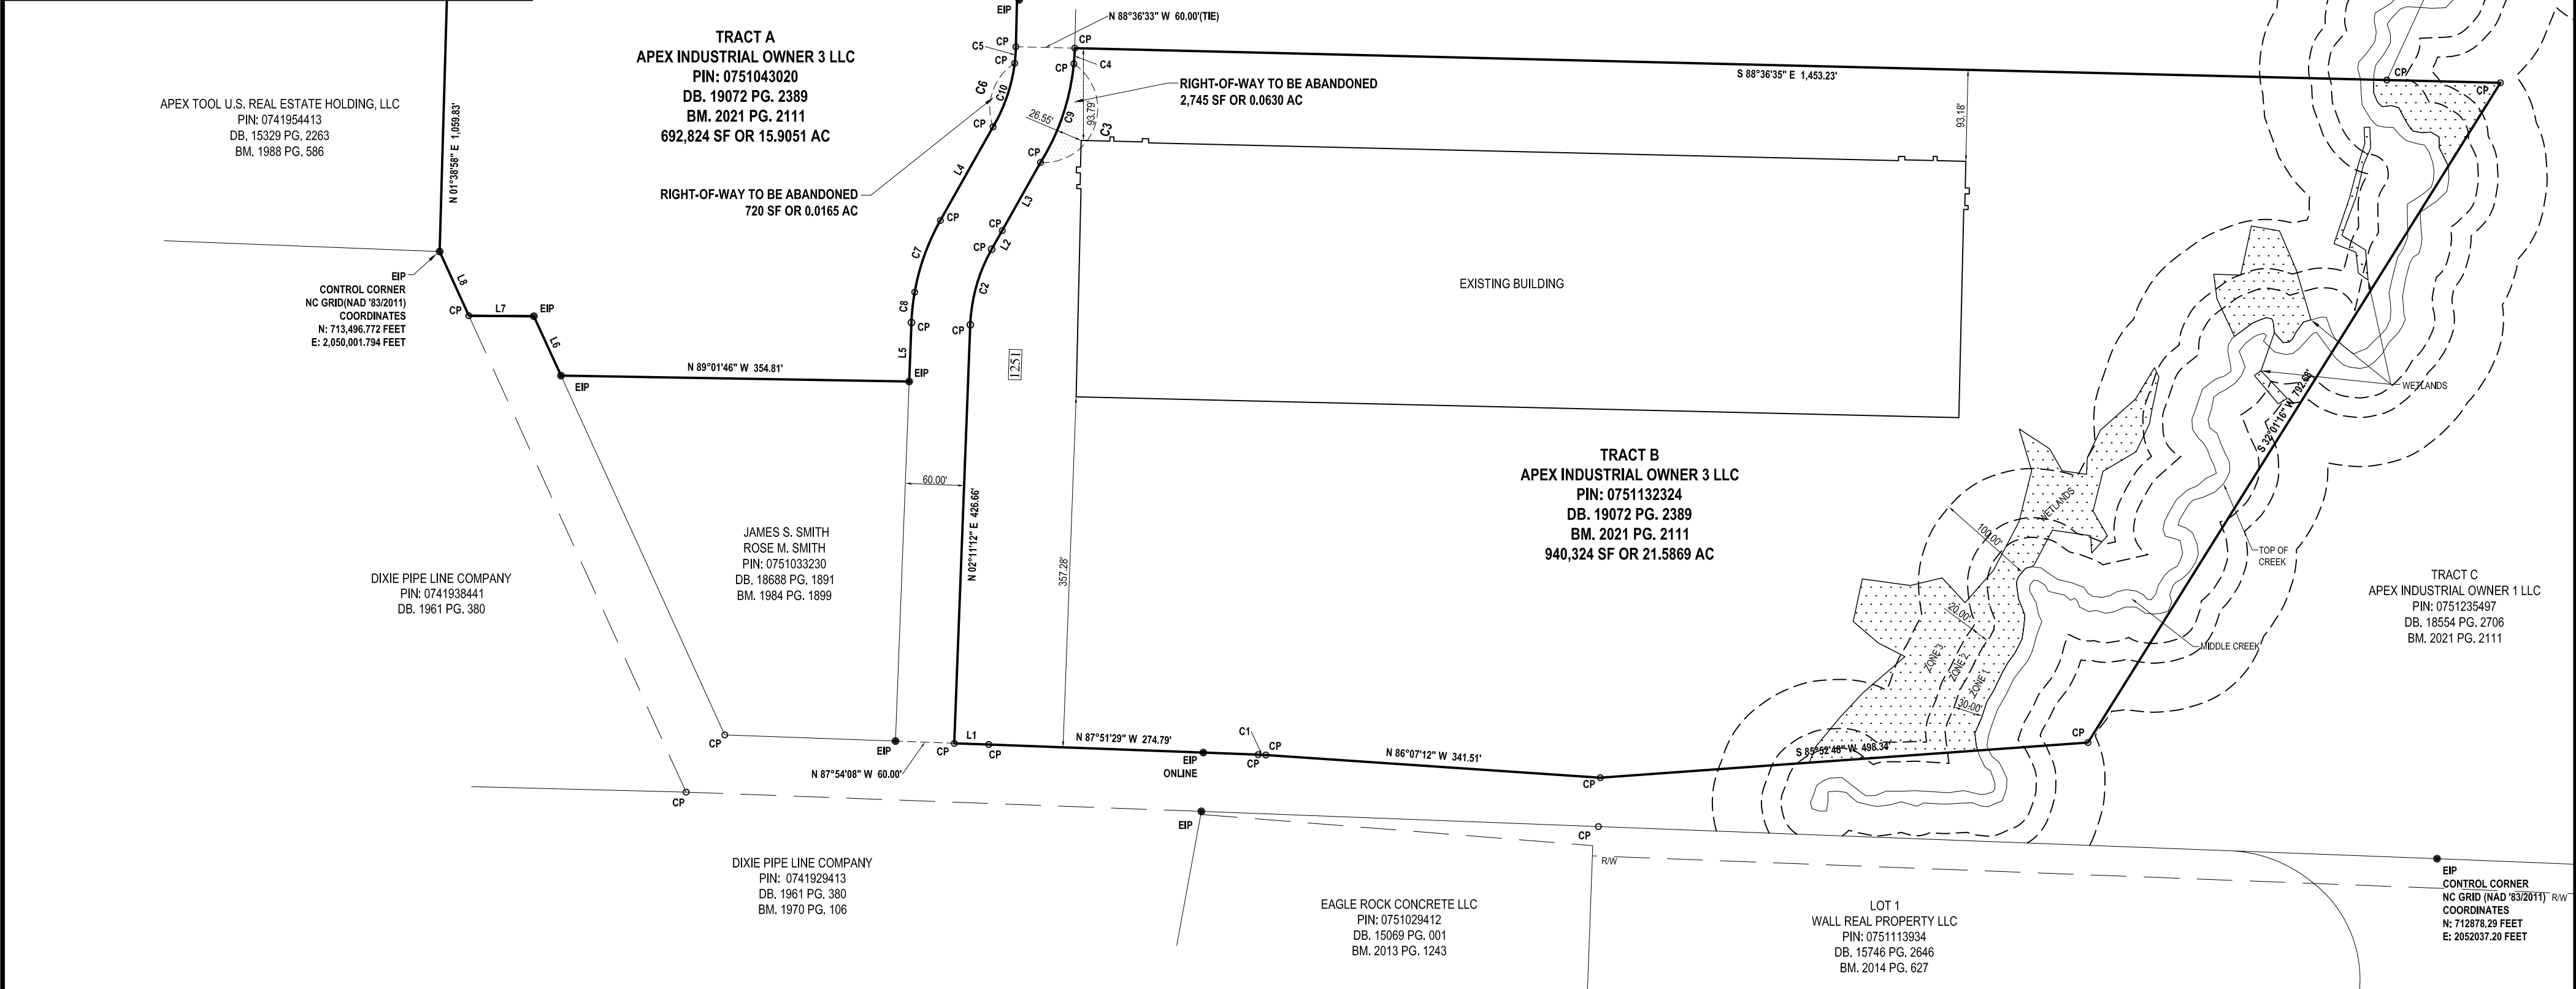 APEX TOOL U.S. REAL ESTATE HOLDING, LLC
PIN: 0741954413
DB. 15329 PG. 2263
BM. 1988 PG. 586
N 01°38'58" E 1,059.83'
TRACT A
APEX INDUSTRIAL OWNER 3 LLC
PIN: 0751043020
DB. 19072 PG. 2389
BM. 2021 PG. 2111
692,824 SF OR 15.9051 AC
RIGHT-OF-WAY TO BE ABANDONED
720 SF OR 0.0165 AC
EIP
CP
C5
CP
C6
C10
CP
L4
CP
C7
C8
CP
L5
EIP
N 88°36'33" W 60.00'(TIE)
CP
C4
CP
C9
C3
93.79'
26.55'
CP
L3
CP
CP
L2
C2
CP
RIGHT-OF-WAY TO BE ABANDONED
2,745 SF OR 0.0630 AC
S 88°36'35" E 1,453.23'
93.18'
CP
CP
EXISTING BUILDING
EIP
CONTROL CORNER
NC GRID(NAD '83/2011)
COORDINATES
N: 713,496.772 FEET
E: 2,050,001.794 FEET
L8
CP
L7
EIP
L6
EIP
N 89°01'46" W 354.81'
1251
60.00'
N 02°11'12" E 426.66'
357.28'
TRACT B
APEX INDUSTRIAL OWNER 3 LLC
PIN: 0751132324
DB. 19072 PG. 2389
BM. 2021 PG. 2111
940,324 SF OR 21.5869 AC
WETLANDS
S 32°01'16" W 792.68'
WETLANDS
100.00'
20.00'
ZONE 3
ZONE 2
ZONE 1
30.00'
TOP OF
CREEK
MIDDLE CREEK
TRACT C
APEX INDUSTRIAL OWNER 1 LLC
PIN: 0751235497
DB. 18554 PG. 2706
BM. 2021 PG. 2111
JAMES S. SMITH
ROSE M. SMITH
PIN: 0751033230
DB. 18688 PG. 1891
BM. 1984 PG. 1899
DIXIE PIPE LINE COMPANY
PIN: 0741938441
DB. 1961 PG. 380
CP
EIP
N 87°54'08" W 60.00'
CP
L1
CP
N 87°51'29" W 274.79'
EIP
ONLINE
C1
CP
CP
N 86°07'12" W 341.51'
CP
S 85°52'48" W 498.34'
CP
CP
EIP
CP
R/W
DIXIE PIPE LINE COMPANY
PIN: 0741929413
DB. 1961 PG. 380
BM. 1970 PG. 106
EAGLE ROCK CONCRETE LLC
PIN: 0751029412
DB. 15069 PG. 001
BM. 2013 PG. 1243
LOT 1
WALL REAL PROPERTY LLC
PIN: 0751113934
DB. 15746 PG. 2646
BM. 2014 PG. 627
EIP
CONTROL CORNER
NC GRID (NAD '83/2011) R/W
COORDINATES
N: 712878.29 FEET
E: 2052037.20 FEET